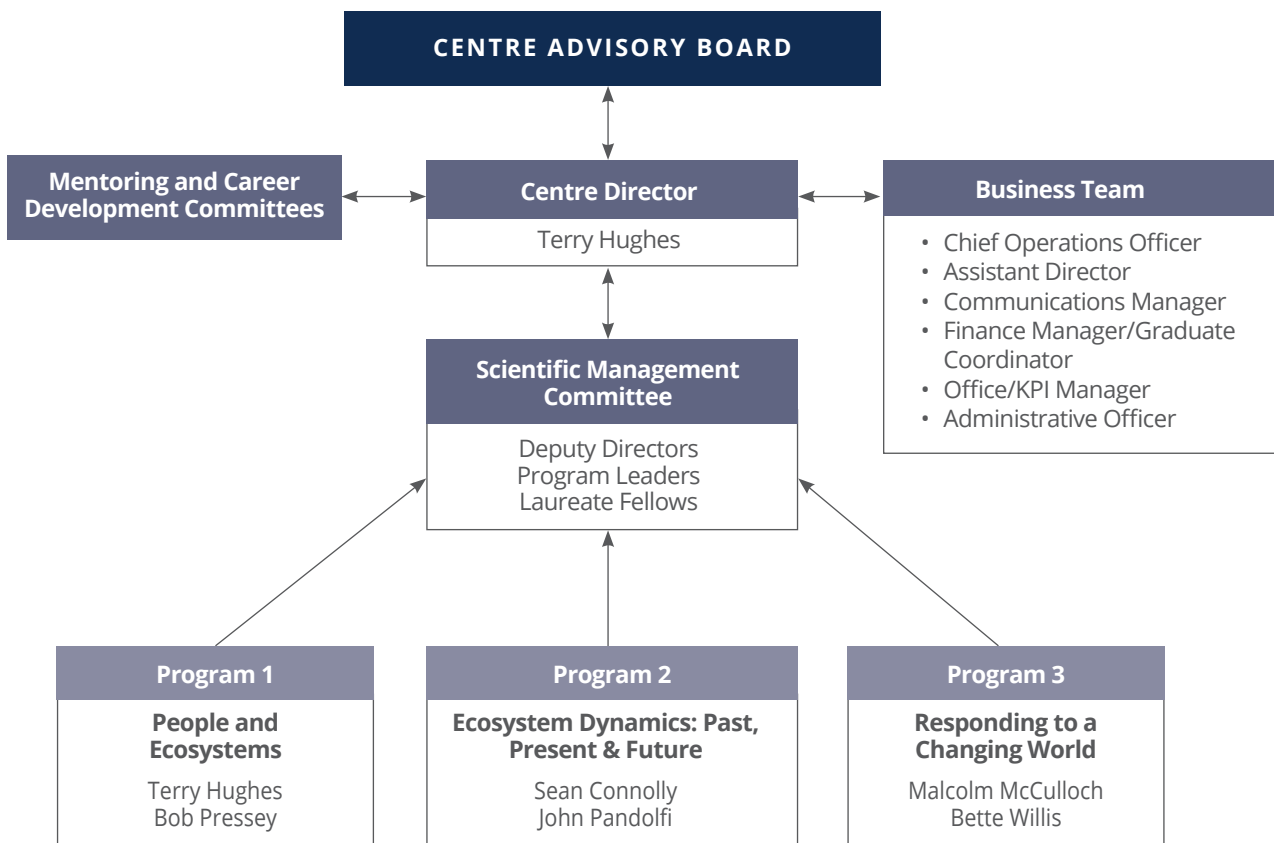 CENTRE ADVISORY BOARD
Mentoring and Career
Development Committees
Centre Director
Terry Hughes
Business Team
• Chief Operations Officer
• Assistant Director
• Communications Manager
• Finance Manager/Graduate
Coordinator
• Office/KPI Manager
• Administrative Officer
Scientific Management
Committee
Deputy Directors
Program Leaders
Laureate Fellows
Program 1
People and
Ecosystems
Terry Hughes
Bob Pressey
Program 2
Ecosystem Dynamics: Past,
Present & Future
Sean Connolly
John Pandolfi
Program 3
Responding to a
Changing World
Malcolm McCulloch
Bette Willis